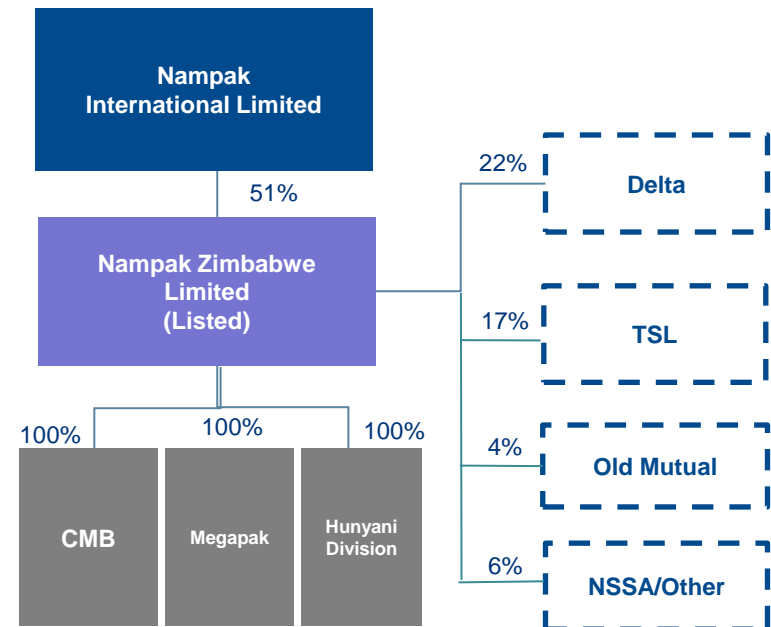 Nampak
International Limited
51%
Nampak Zimbabwe
Limited
(Listed)
22%
Delta
17%
TSL
4%
Old Mutual
6%
NSSA/Other
100%
100%
100%
CMB
Megapak
Hunyani
Division